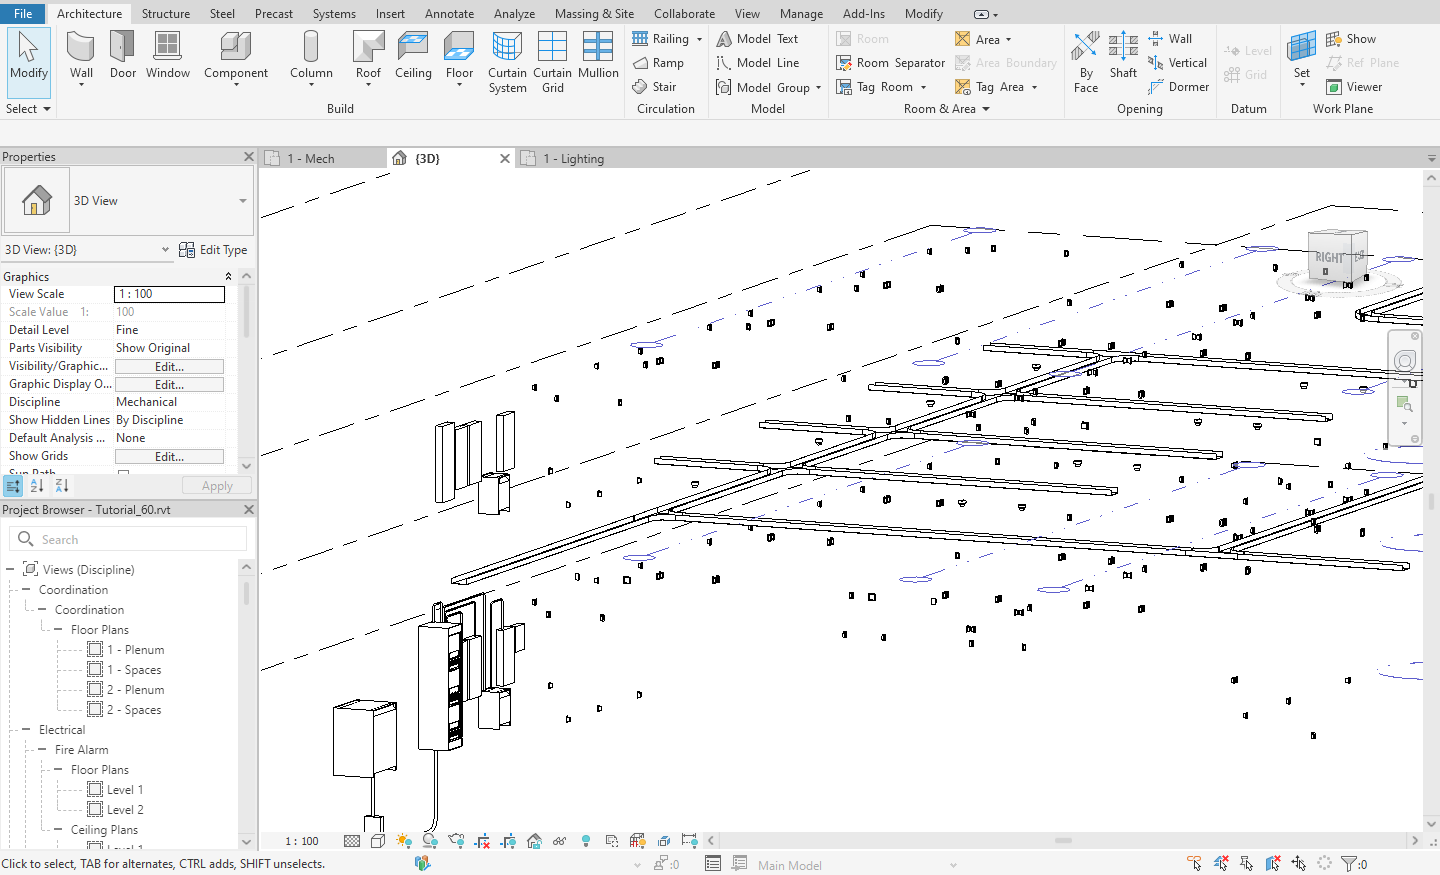 File Architecture Structure Steel Precast Systems Insert Annotate Analyze Massing & Site Collaborate View Manage Add-Ins Modify
Modify
Select
Wall
Door
Window
Component
Column
Roof
Ceiling
Floor
Curtain System
Curtain Grid
Mullion
Build
Railing
Ramp
Stair
Circulation
Model Text
Model Line
Model Group
Model
Room
Room Separator
Tag Room
Area
Area Boundary
Tag Area
Room & Area
By Face
Shaft
Wall
Vertical
Dormer
Opening
Level
Grid
Datum
Set
Show
Ref Plane
Viewer
Work Plane
Properties
1 - Mech
{3D}
1 - Lighting
3D View
3D View: {3D}
Edit Type
Graphics
View Scale 1 : 100
Scale Value 1: 100
Detail Level Fine
Parts Visibility Show Original
Visibility/Graphic... Edit...
Graphic Display O... Edit...
Discipline Mechanical
Show Hidden Lines By Discipline
Default Analysis ... None
Show Grids Edit...
Sun Path
Apply
Project Browser - Tutorial_60.rvt
Search
Views (Discipline)
Coordination
Coordination
Floor Plans
1 - Plenum
1 - Spaces
2 - Plenum
2 - Spaces
Electrical
Fire Alarm
Floor Plans
Level 1
Level 2
Ceiling Plans
Level 1
RIGHT
1 : 100
Click to select, TAB for alternates, CTRL adds, SHIFT unselects.
:0
Main Model
:0